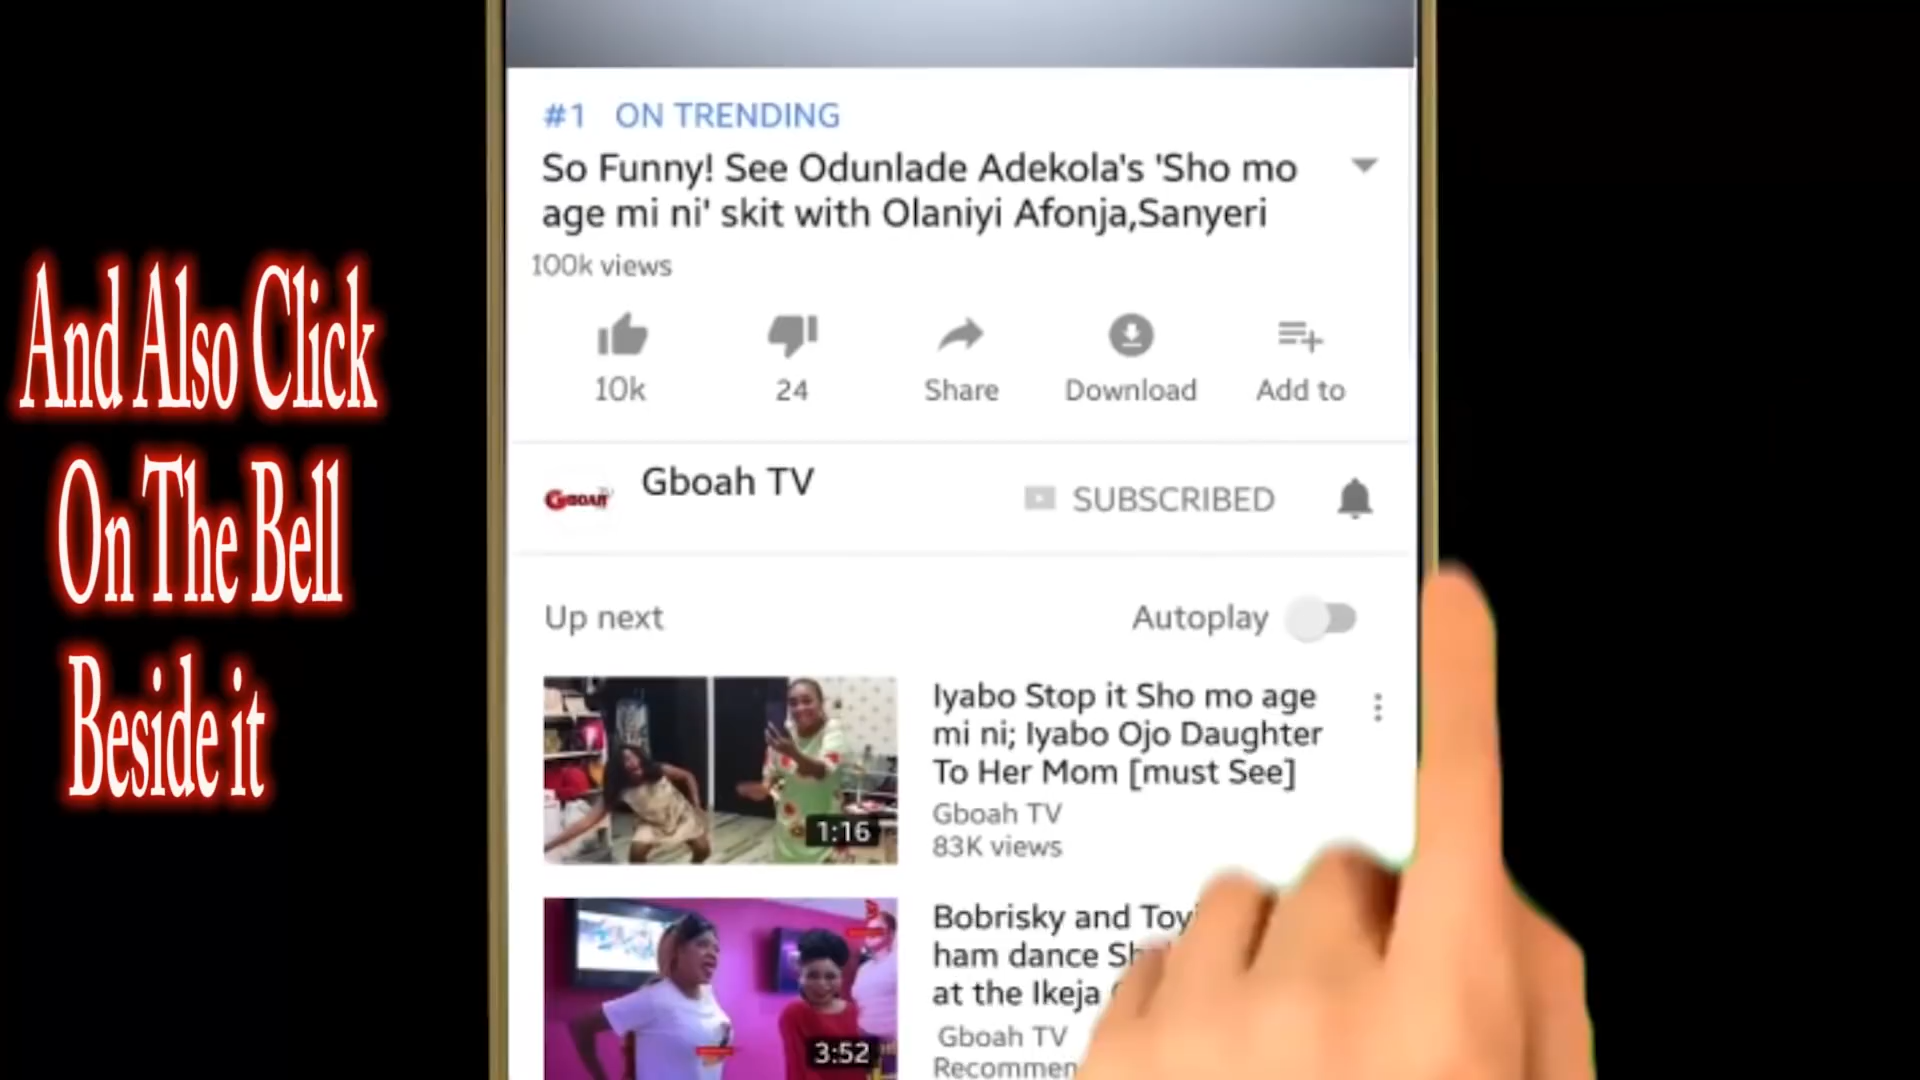 And Also Click
On The Bell
Beside it
#1 ON TRENDING
So Funny! See Odunlade Adekola's 'Sho mo
age mi ni' skit with Olaniyi Afonja,Sanyeri
100k views
10k
24
Share
Download
Add to
GBOAH TV
Gboah TV
SUBSCRIBED
Up next
Autoplay
Iyabo Stop it Sho mo age
mi ni; Iyabo Ojo Daughter
To Her Mom [must See]
Gboah TV
83K views
1:16
Bobrisky and
ham dance
at the Ikeja
Gboah TV
3:52